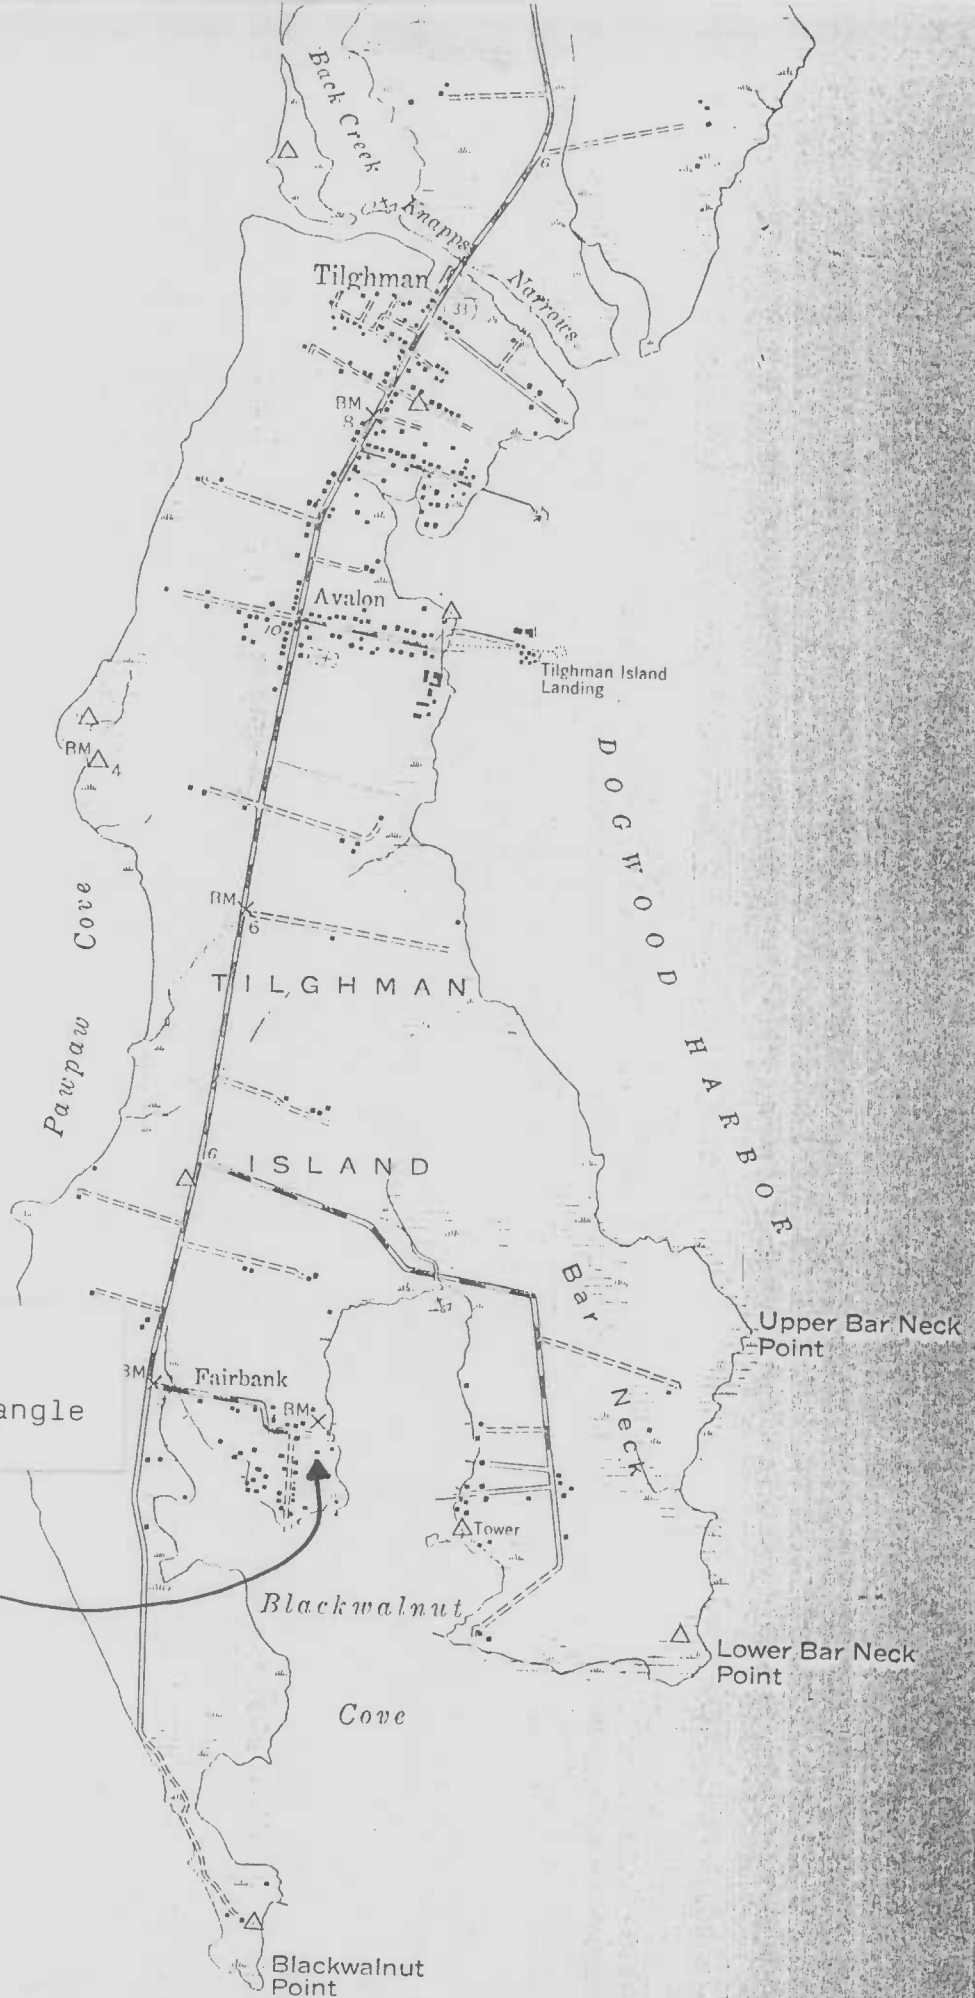 Back Creek
6
Knapps
Narrows
Tilghman
33
BM
8
Avalon
10
Tilghman Island
Landing
BM
4
DOGWOOD HARBOR
Pawpaw Cove
BM
6
TILGHMAN
6
ISLAND
Bar Neck
Upper Bar Neck
Point
BM
Fairbank
BM
angle
Tower
Blackwalnut
Cove
Lower Bar Neck
Point
Blackwalnut
Point